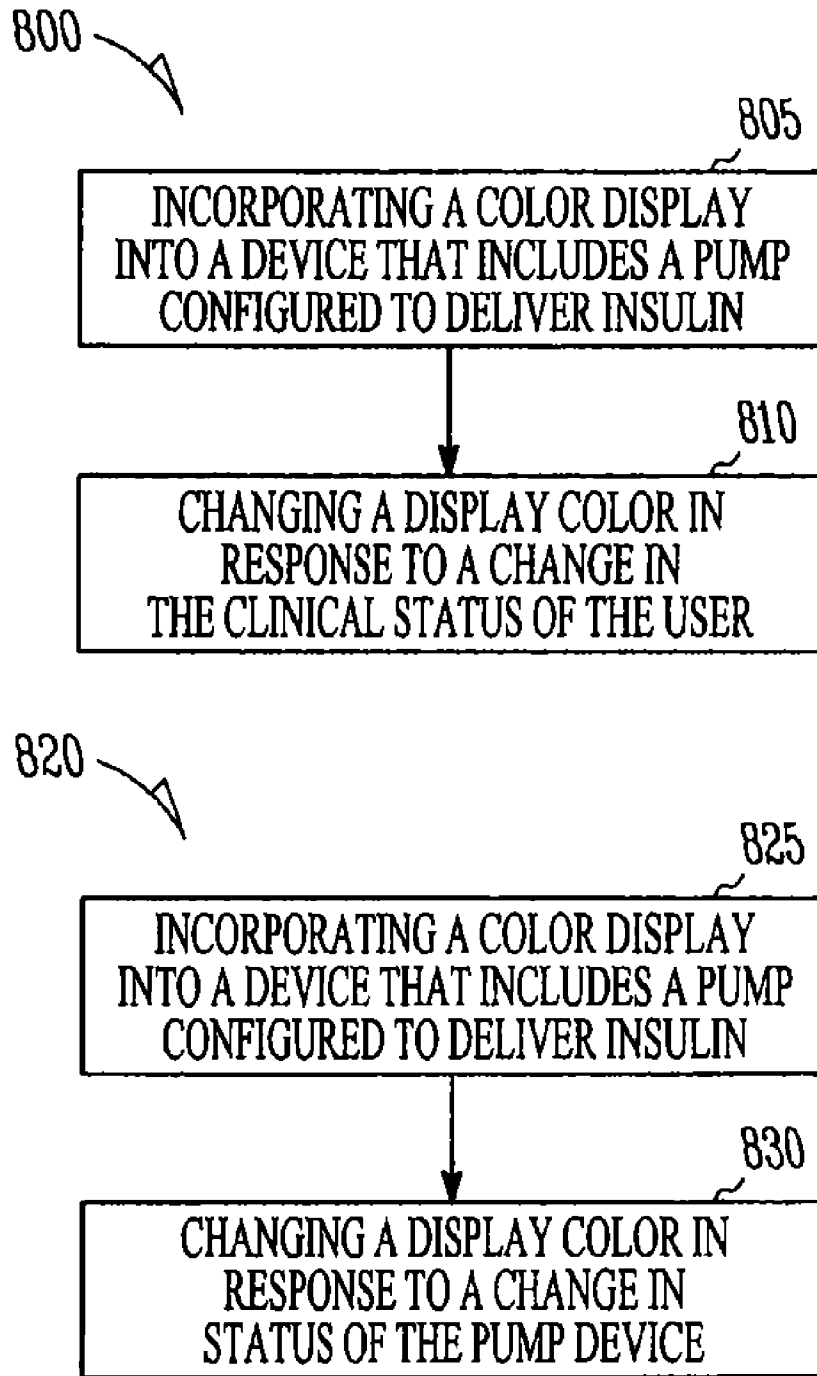 800
805
INCORPORATING A COLOR DISPLAY
INTO A DEVICE THAT INCLUDES A PUMP
CONFIGURED TO DELIVER INSULIN
810
CHANGING A DISPLAY COLOR IN
RESPONSE TO A CHANGE IN
THE CLINICAL STATUS OF THE USER
820
825
INCORPORATING A COLOR DISPLAY
INTO A DEVICE THAT INCLUDES A PUMP
CONFIGURED TO DELIVER INSULIN
830
CHANGING A DISPLAY COLOR IN
RESPONSE TO A CHANGE IN
STATUS OF THE PUMP DEVICE